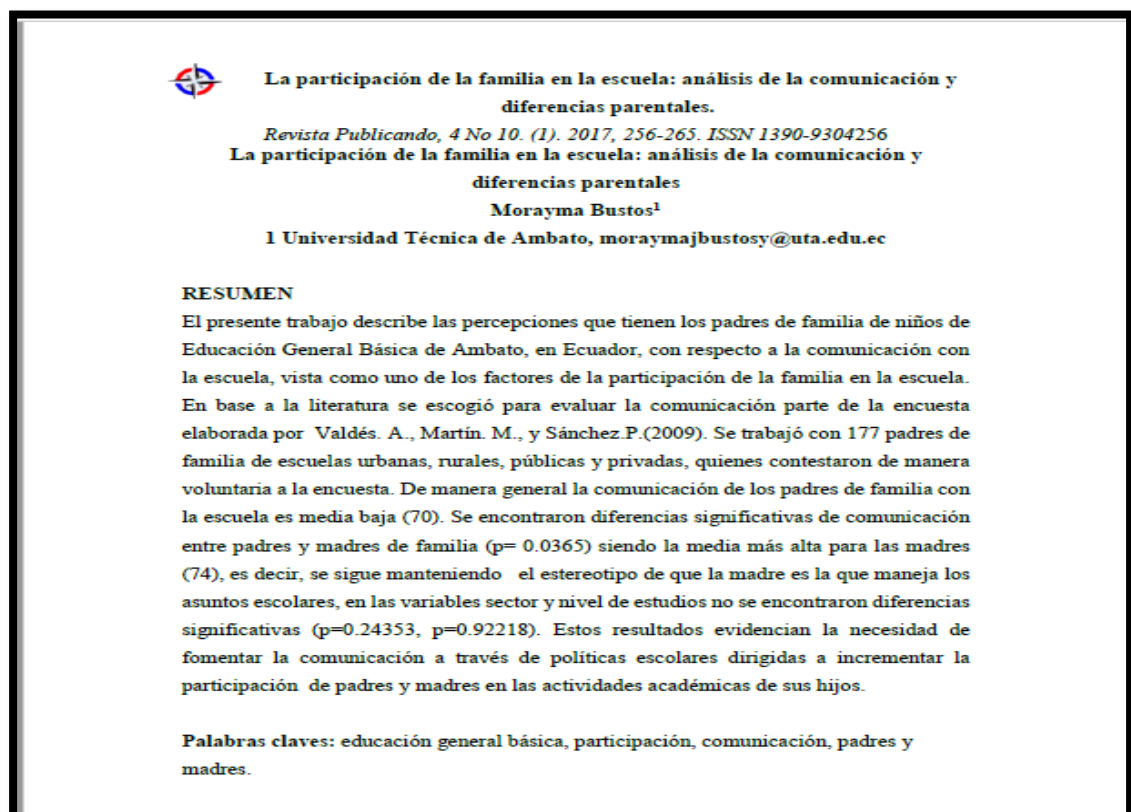 La participación de la familia en la escuela: análisis de la comunicación y
diferencias parentales.
Revista Publicando, 4 No 10. (1). 2017, 256-265. ISSN 1390-9304256
La participación de la familia en la escuela: análisis de la comunicación y
diferencias parentales
Morayma Bustos¹
1 Universidad Técnica de Ambato, moraymajbustosy@uta.edu.ec
RESUMEN
El presente trabajo describe las percepciones que tienen los padres de familia de niños de
Educación General Básica de Ambato, en Ecuador, con respecto a la comunicación con
la escuela, vista como uno de los factores de la participación de la familia en la escuela.
En base a la literatura se escogió para evaluar la comunicación parte de la encuesta
elaborada por Valdés. A., Martín. M., y Sánchez.P.(2009). Se trabajó con 177 padres de
familia de escuelas urbanas, rurales, públicas y privadas, quienes contestaron de manera
voluntaria a la encuesta. De manera general la comunicación de los padres de familia con
la escuela es media baja (70). Se encontraron diferencias significativas de comunicación
entre padres y madres de familia (p= 0.0365) siendo la media más alta para las madres
(74), es decir, se sigue manteniendo el estereotipo de que la madre es la que maneja los
asuntos escolares, en las variables sector y nivel de estudios no se encontraron diferencias
significativas (p=0.24353, p=0.92218). Estos resultados evidencian la necesidad de
fomentar la comunicación a través de políticas escolares dirigidas a incrementar la
participación de padres y madres en las actividades académicas de sus hijos.
Palabras claves: educación general básica, participación, comunicación, padres y
madres.